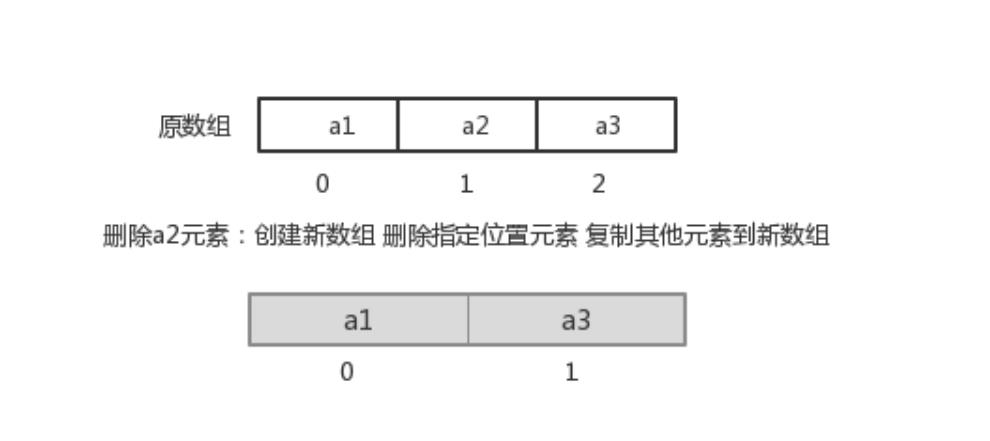 原数组 a1 a2 a3
0 1 2
删除a2元素：创建新数组 删除指定位置元素 复制其他元素到新数组
a1 a3
0 1